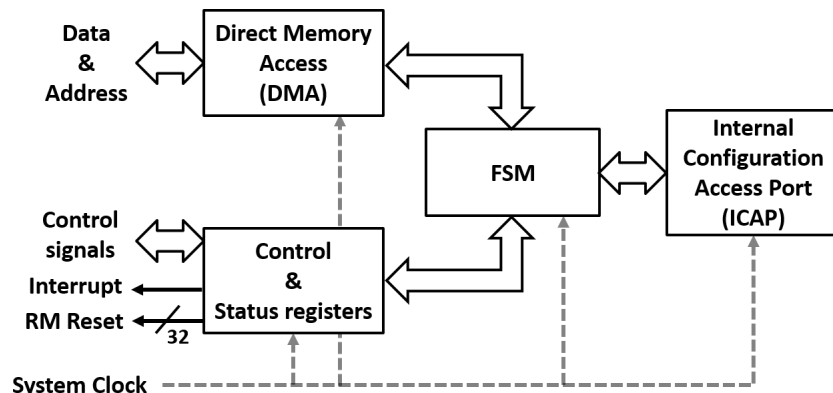 Data
&
Address
Direct Memory
Access
(DMA)
FSM
Internal
Configuration
Access Port
(ICAP)
Control
signals
Interrupt
RM Reset
32
Control
&
Status registers
System Clock